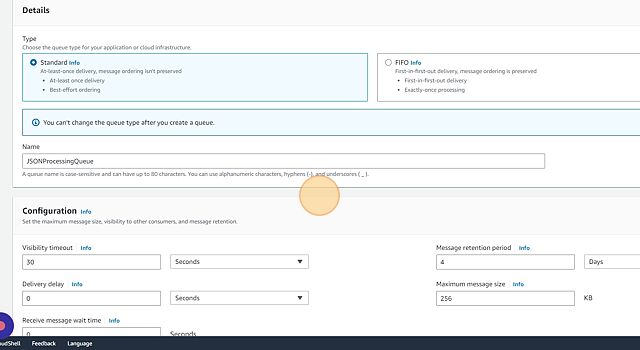 Details
Type
Choose the queue type for your application or cloud infrastructure.
Standard Info
At-least-once delivery, message ordering isn't preserved
• At-least once delivery
• Best-effort ordering
FIFO Info
First-in-first-out delivery, message ordering is preserved
• First-in-first-out delivery
• Exactly-once processing
You can't change the queue type after you create a queue.
Name
JSONProcessingQueue
A queue name is case-sensitive and can have up to 80 characters. You can use alphanumeric characters, hyphens (-), and underscores ( _ ).
Configuration Info
Set the maximum message size, visibility to other consumers, and message retention.
Visibility timeout Info
30 Seconds
Message retention period Info
4 Days
Delivery delay Info
0 Seconds
Maximum message size Info
256 KB
Receive message wait time Info
0 Seconds
oudShell Feedback Language